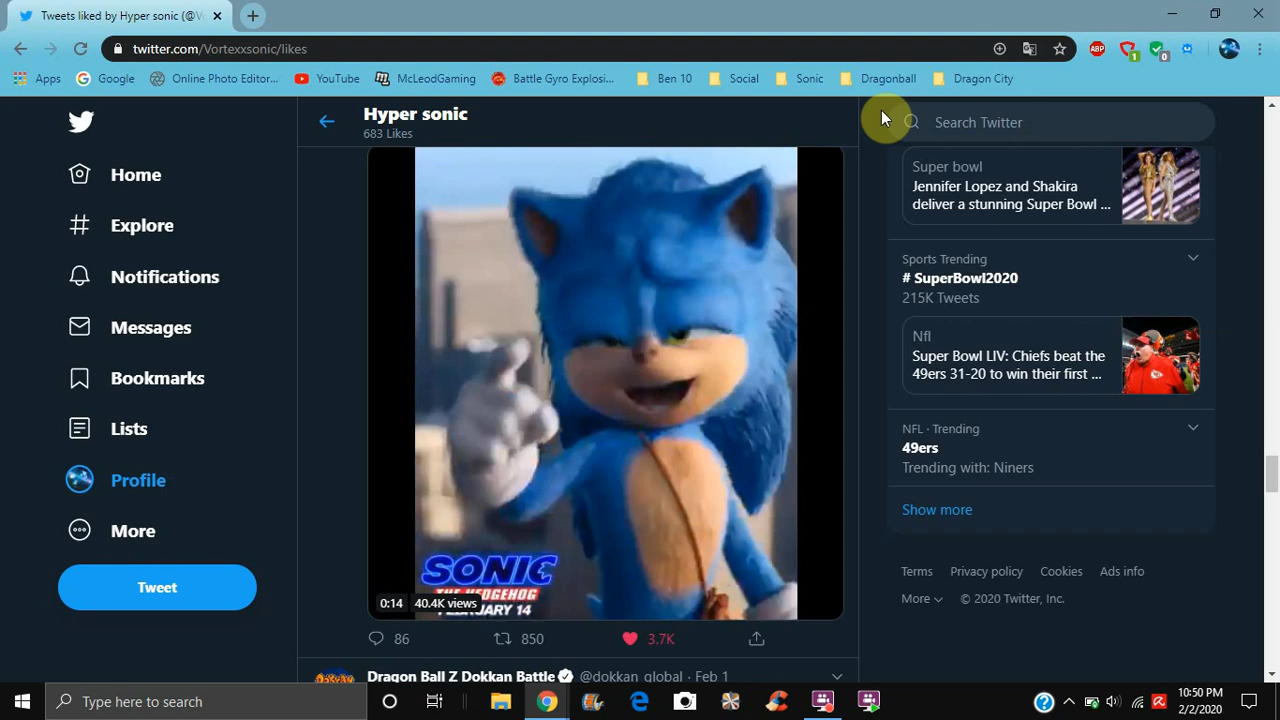 Tweets liked by Hyper sonic (@Vo
twitter.com/Vortexxsonic/likes
ABP
1
0
Apps
Google
Online Photo Editor...
YouTube
McLeodGaming
Battle Gyro Explosi...
Ben 10
Social
Sonic
Dragonball
Dragon City
Home
Explore
Notifications
Messages
Bookmarks
Lists
Profile
More
Tweet
Hyper sonic
683 Likes
SONIC
THE HEDGEHOG
FEBRUARY 14
0:14 40.4K views
86 850 3.7K
Dragon Ball Z Dokkan Battle @dokkan_global · Feb 1
Search Twitter
Super bowl
Jennifer Lopez and Shakira
deliver a stunning Super Bowl ...
Sports Trending
# SuperBowl2020
215K Tweets
Nfl
Super Bowl LIV: Chiefs beat the
49ers 31-20 to win their first ...
NFL · Trending
49ers
Trending with: Niners
Show more
Terms Privacy policy Cookies Ads info
More © 2020 Twitter, Inc.
Type here to search
10:50 PM
2/2/2020